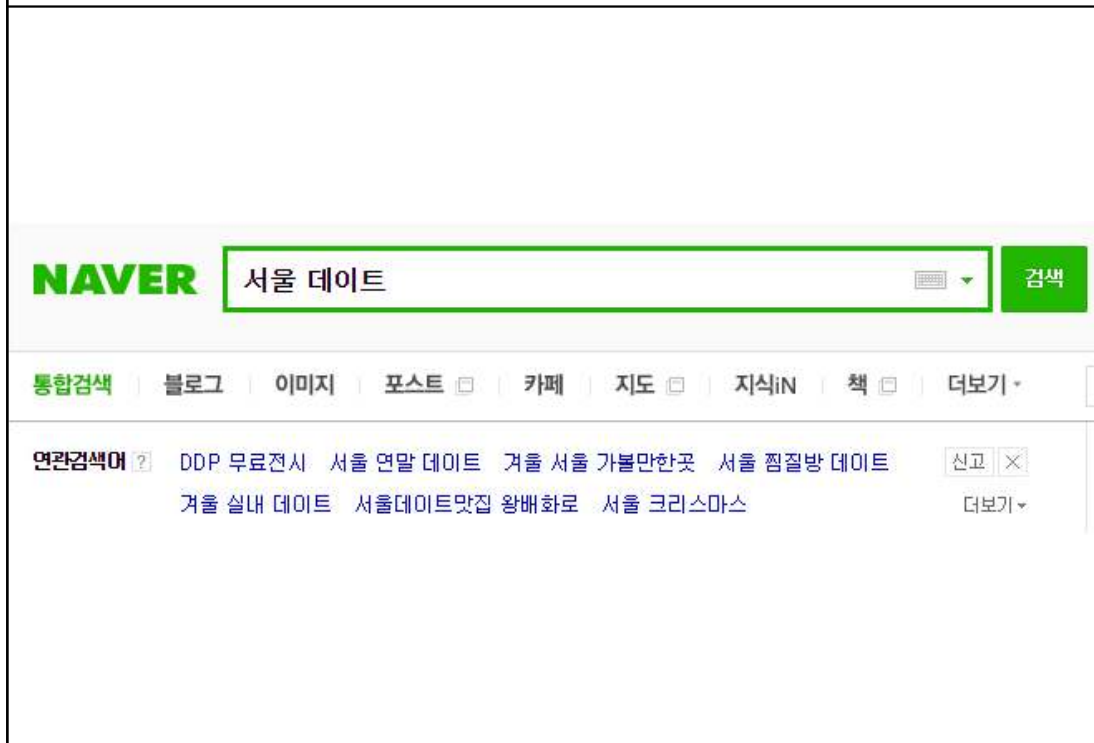 NAVER 서울 데이트 검색
통합검색 블로그 이미지 포스트 카페 지도 지식iN 책 더보기
연관검색어 ? DDP 무료전시 서울 연말 데이트 겨울 서울 가볼만한곳 서울 찜질방 데이트 신고
겨울 실내 데이트 서울데이트맛집 왕배화로 서울 크리스마스 더보기